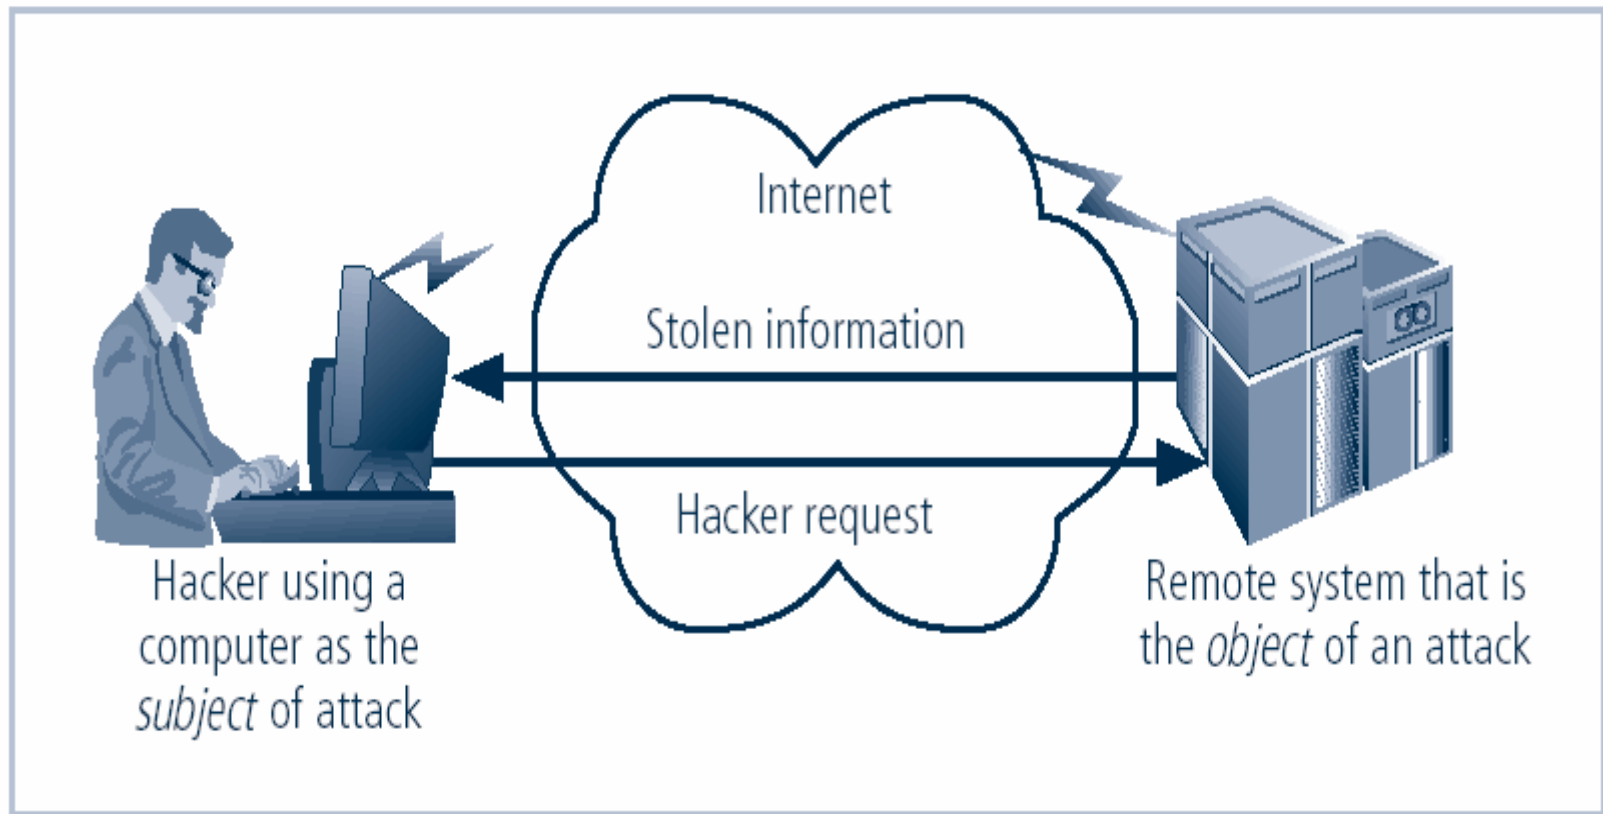 Internet
Stolen information
Hacker request
Hacker using a
computer as the
subject of attack
Remote system that is
the object of an attack